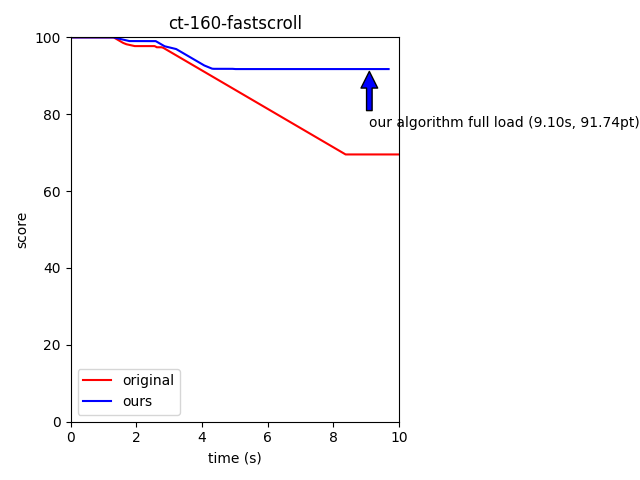 ct-160-fastscroll
100
80
60
40
20
0
score
our algorithm full load (9.10s, 91.74pt)
original
ours
0 2 4 6 8 10
time (s)